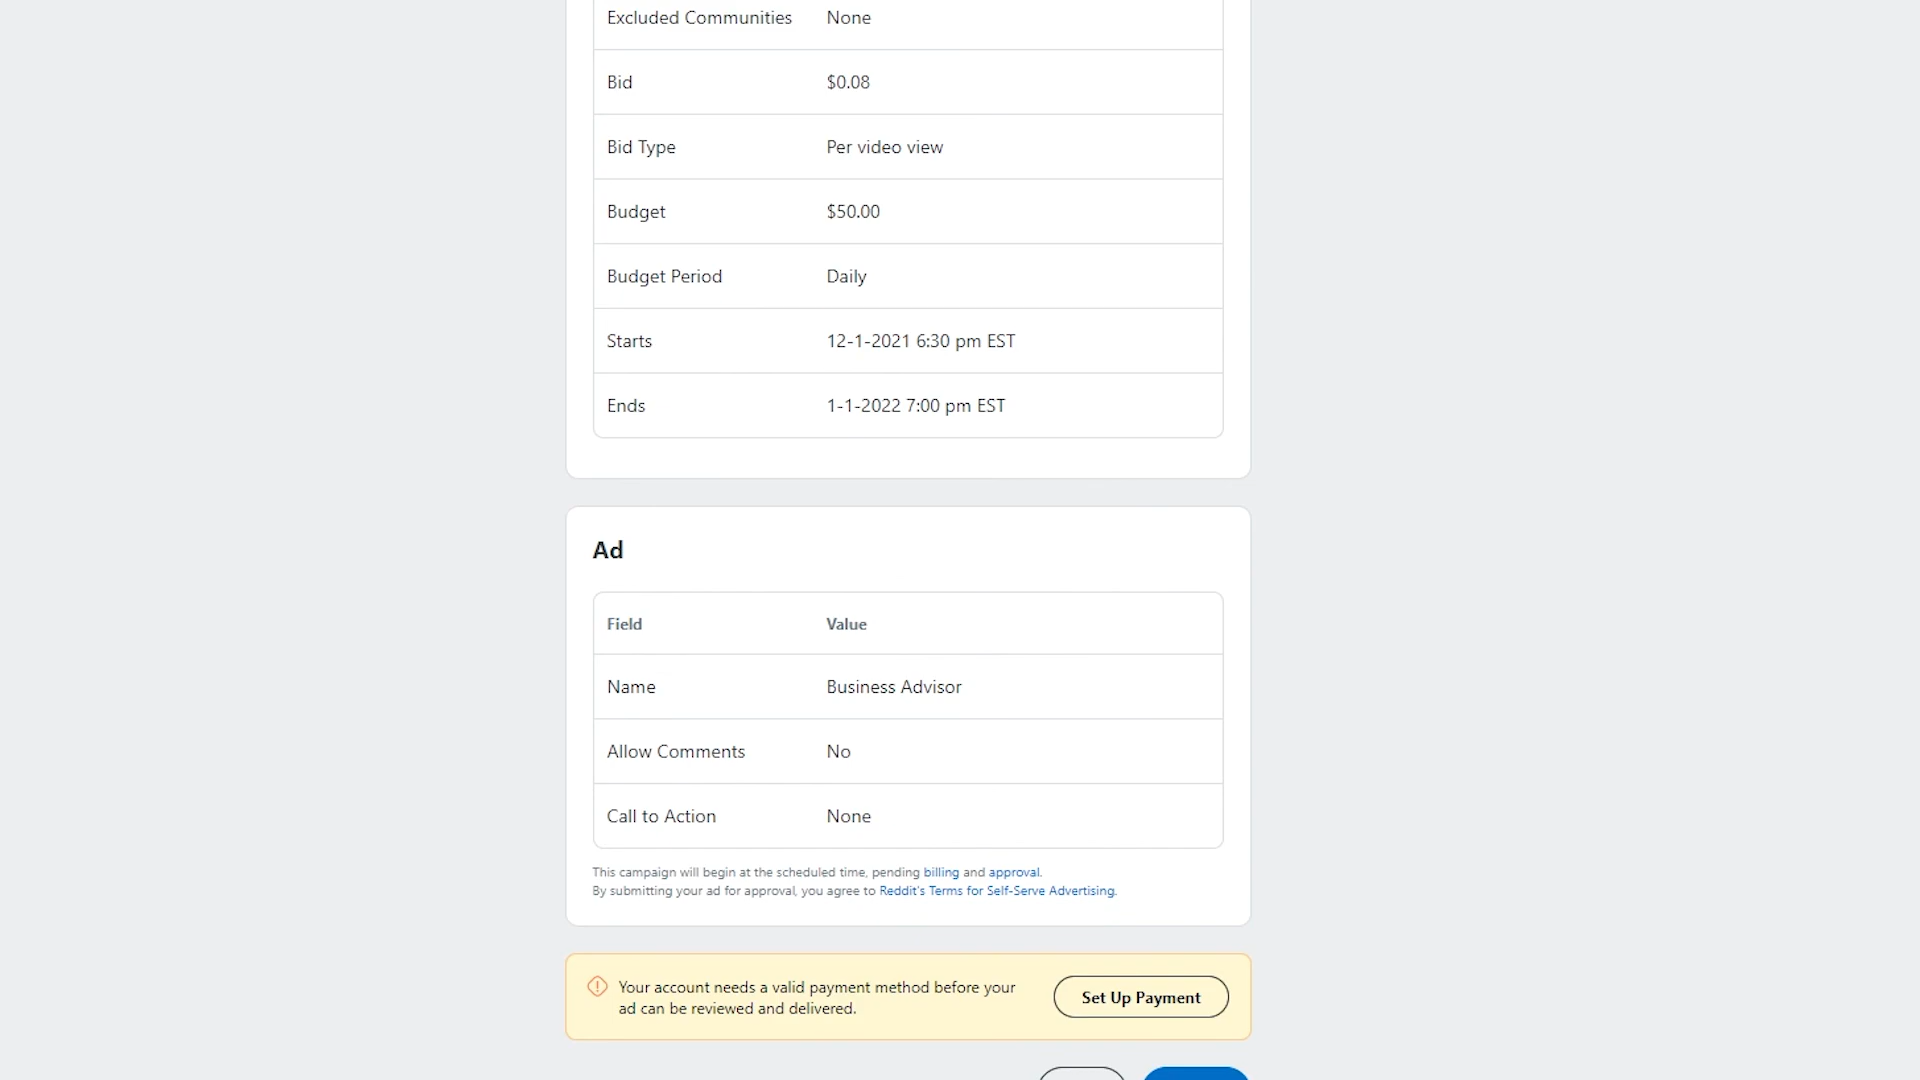 Excluded Communities None
Bid $0.08
Bid Type Per video view
Budget $50.00
Budget Period Daily
Starts 12-1-2021 6:30 pm EST
Ends 1-1-2022 7:00 pm EST
Ad
Field Value
Name Business Advisor
Allow Comments No
Call to Action None
This campaign will begin at the scheduled time, pending billing and approval.
By submitting your ad for approval, you agree to Reddit's Terms for Self-Serve Advertising.
Your account needs a valid payment method before your
ad can be reviewed and delivered.
Set Up Payment